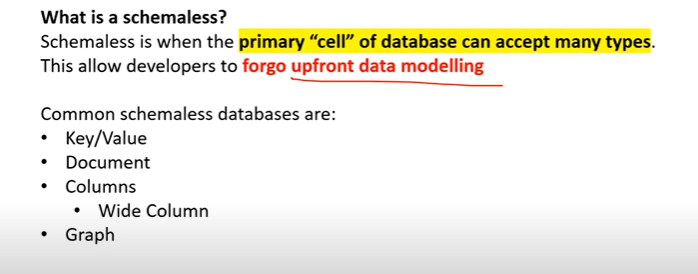 What is a schemaless?
Schemaless is when the primary “cell” of database can accept many types.
This allow developers to forgo upfront data modelling
Common schemaless databases are:
• Key/Value
• Document
• Columns
• Wide Column
• Graph